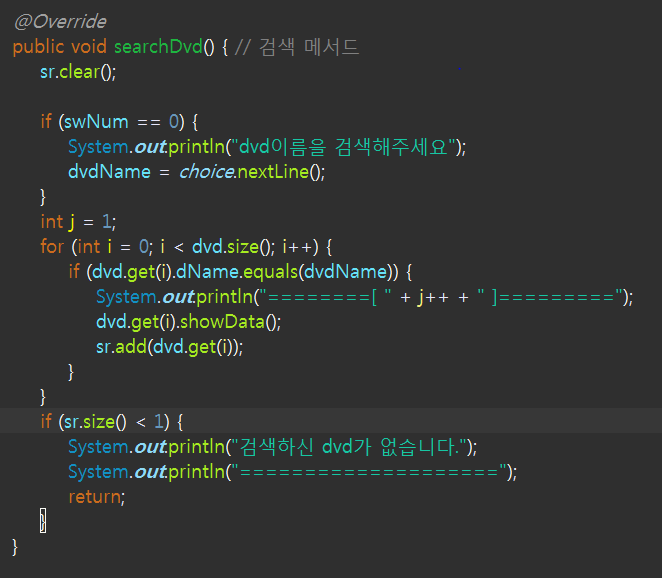 @Override
public void searchDvd() { // 검색 메서드
sr.clear();
if (swNum == 0) {
System.out.println("dvd이름을 검색해주세요");
dvdName = choice.nextLine();
}
int j = 1;
for (int i = 0; i < dvd.size(); i++) {
if (dvd.get(i).dName.equals(dvdName)) {
System.out.println("========[ " + j++ + " ]=========");
dvd.get(i).showData();
sr.add(dvd.get(i));
}
}
if (sr.size() < 1) {
System.out.println("검색하신 dvd가 없습니다.");
System.out.println("====================");
return;
}
}